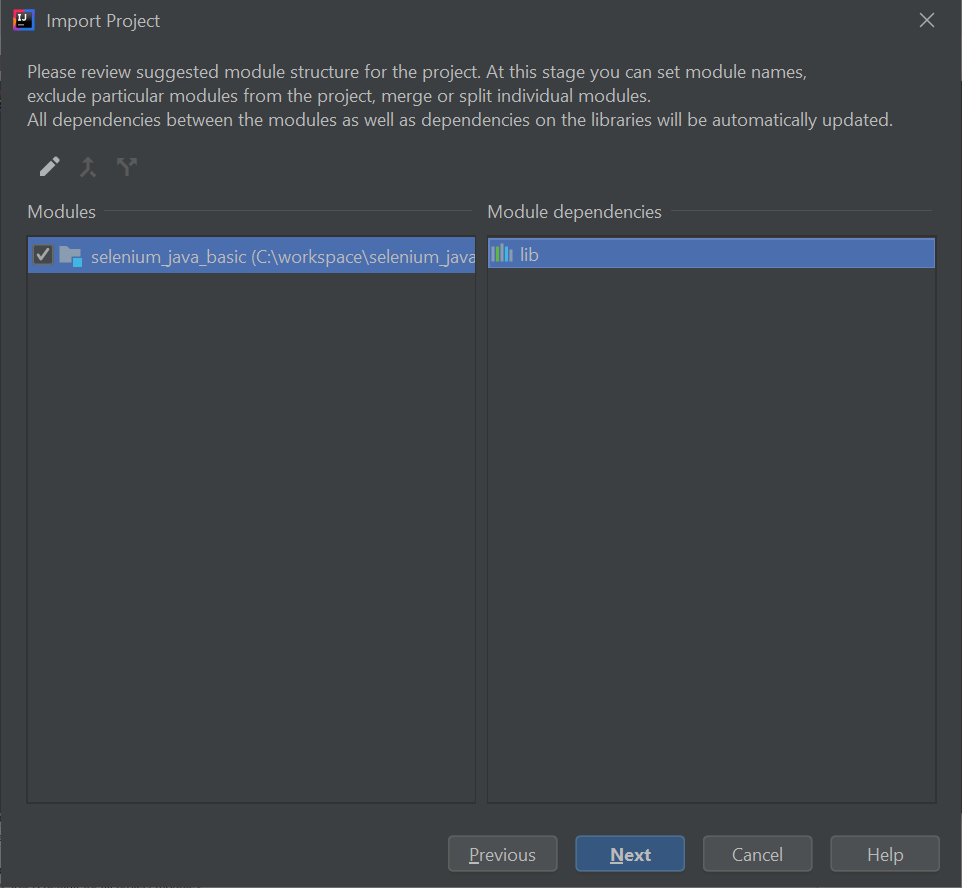 Import Project
Please review suggested module structure for the project. At this stage you can set module names,
exclude particular modules from the project, merge or split individual modules.
All dependencies between the modules as well as dependencies on the libraries will be automatically updated.
Modules
Module dependencies
selenium_java_basic (C:\workspace\selenium_java
lib
Previous
Next
Cancel
Help